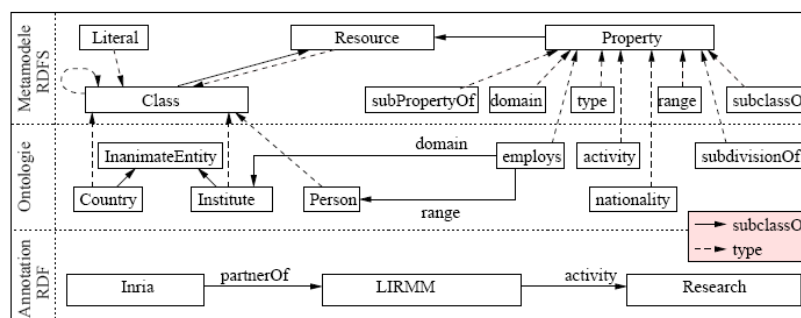 Metamodele
RDFS
Literal
Resource
Property
Class
subPropertyOf
domain
type
range
subclassO
Ontologie
InanimateEntity
domain
employs
activity
subdivisionOf
Country
Institute
Person
range
nationality
subclassO
type
Annotation
RDF
Inria
partnerOf
LIRMM
activity
Research